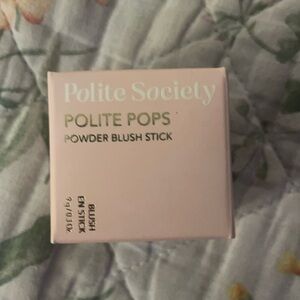 Polite Society
POLITE POPS
POWDER BLUSH STICK
BLUSH
EN STICK